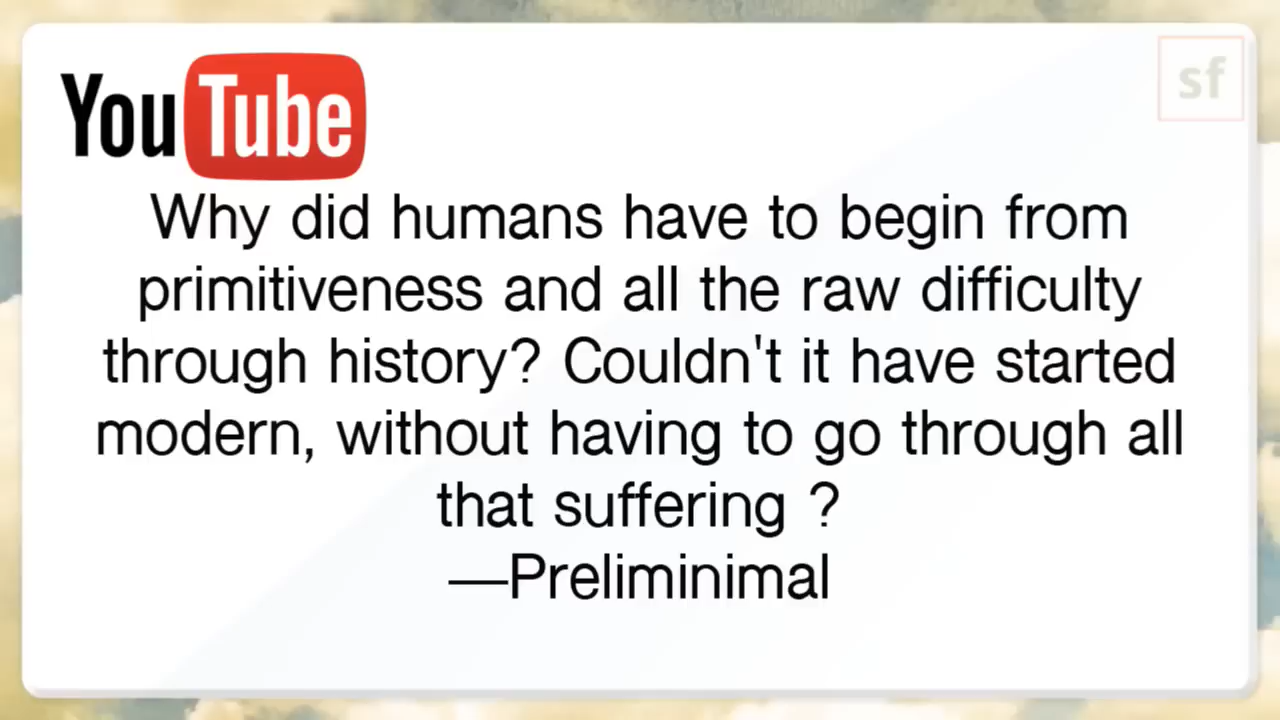 YouTube
sf
Why did humans have to begin from
primitiveness and all the raw difficulty
through history? Couldn't it have started
modern, without having to go through all
that suffering ?
—Preliminimal